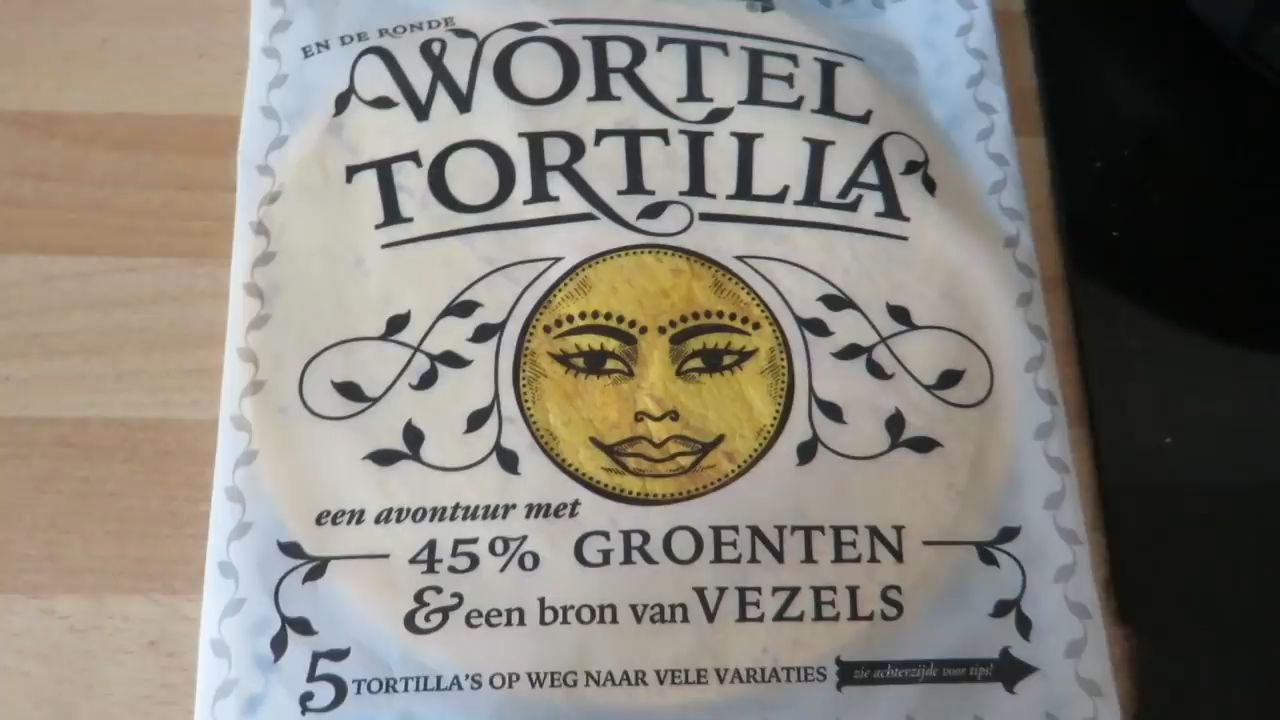 EN DE RONDE
WORTEL
TORTILLA
een avontuur met
45% GROENTEN
& een bron van VEZELS
5 TORTILLA'S OP WEG NAAR VELE VARIATIES
zie achterzijde voor tips!